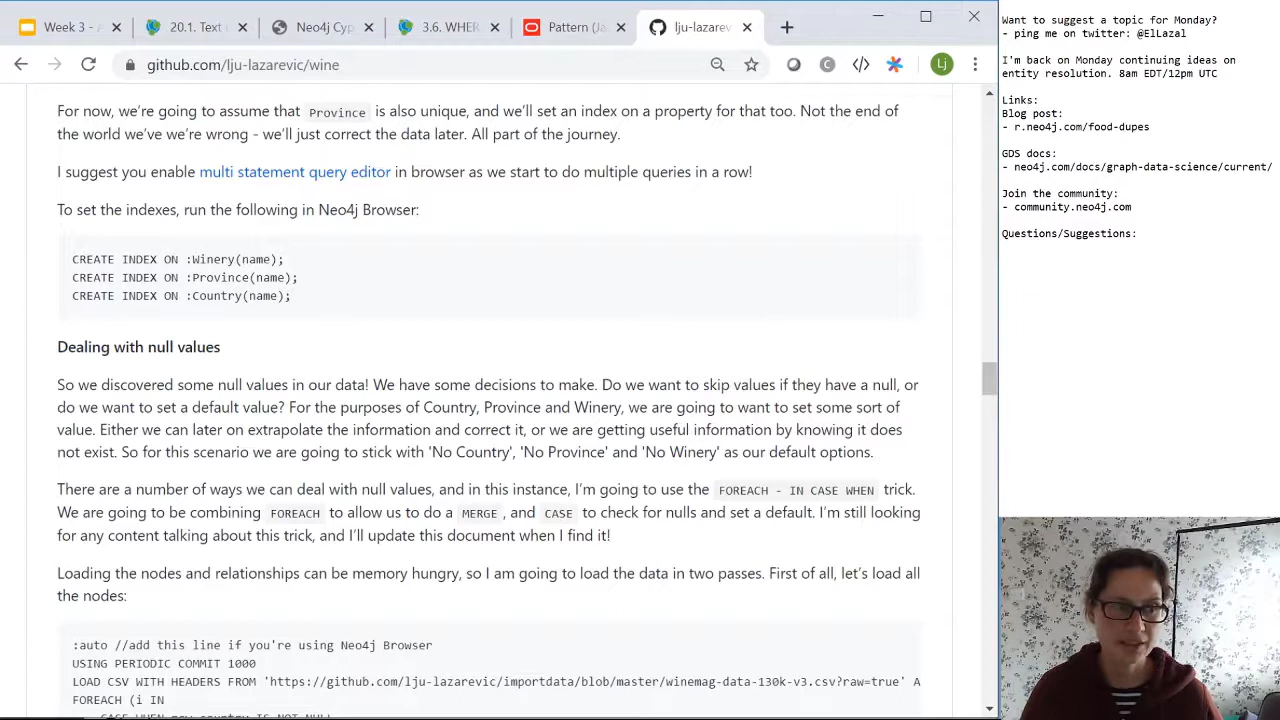 Week 3 - A
20.1. Text
Neo4j Cyp
3.6. WHER
Pattern (Ja
lju-lazarev
github.com/lju-lazarevic/wine
Lj
For now, we're going to assume that Province is also unique, and we'll set an index on a property for that too. Not the end of
the world we've we're wrong - we'll just correct the data later. All part of the journey.
I suggest you enable multi statement query editor in browser as we start to do multiple queries in a row!
To set the indexes, run the following in Neo4j Browser:
CREATE INDEX ON :Winery(name);
CREATE INDEX ON :Province(name);
CREATE INDEX ON :Country(name);
Dealing with null values
So we discovered some null values in our data! We have some decisions to make. Do we want to skip values if they have a null, or
do we want to set a default value? For the purposes of Country, Province and Winery, we are going to want to set some sort of
value. Either we can later on extrapolate the information and correct it, or we are getting useful information by knowing it does
not exist. So for this scenario we are going to stick with 'No Country', 'No Province' and 'No Winery' as our default options.
There are a number of ways we can deal with null values, and in this instance, I'm going to use the FOREACH - IN CASE WHEN trick.
We are going to be combining FOREACH to allow us to do a MERGE , and CASE to check for nulls and set a default. I'm still looking
for any content talking about this trick, and I'll update this document when I find it!
Loading the nodes and relationships can be memory hungry, so I am going to load the data in two passes. First of all, let's load all
the nodes:
:auto //add this line if you're using Neo4j Browser
USING PERIODIC COMMIT 1000
LOAD CSV WITH HEADERS FROM 'https://github.com/lju-lazarevic/importdata/blob/master/winemag-data-130k-v3.csv?raw=true' A
FOREACH (i IN
Want to suggest a topic for Monday?
- ping me on twitter: @ElLazal
I'm back on Monday continuing ideas on
entity resolution. 8am EDT/12pm UTC
Links:
Blog post:
- r.neo4j.com/food-dupes
GDS docs:
- neo4j.com/docs/graph-data-science/current/
Join the community:
- community.neo4j.com
Questions/Suggestions: